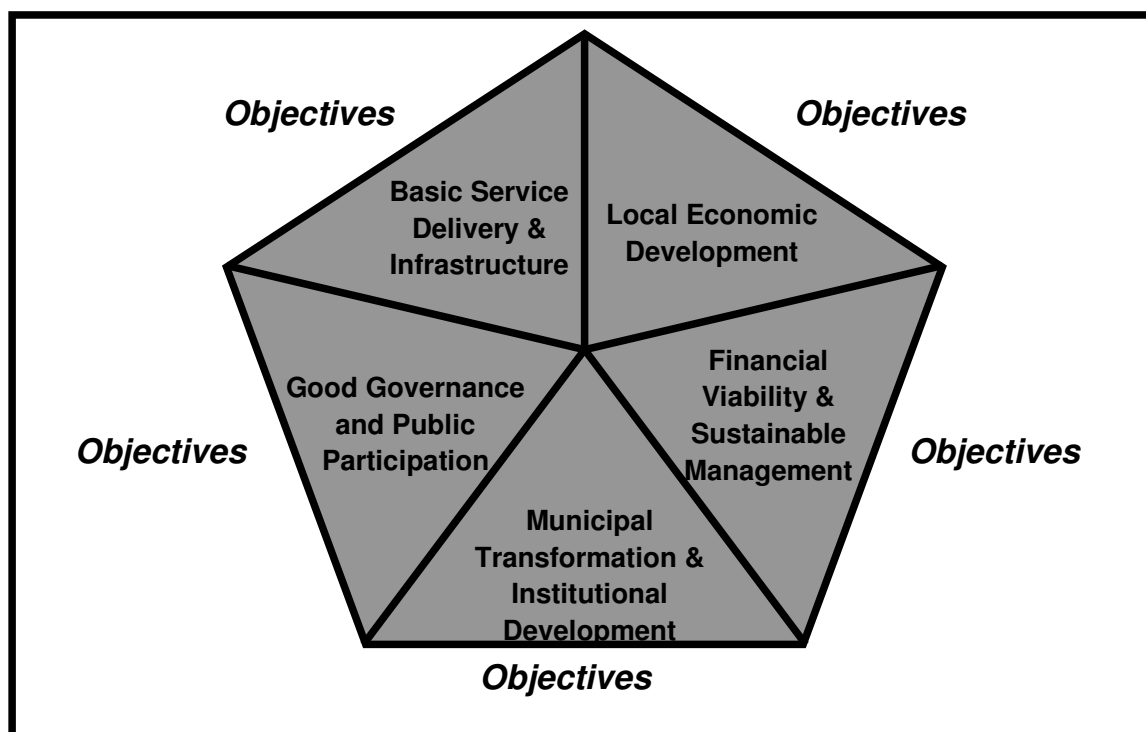 Objectives
Objectives
Basic Service
Delivery &
Infrastructure
Local Economic
Development
Financial
Viability &
Sustainable
Management
Good Governance
and Public
Participation
Objectives
Objectives
Municipal
Transformation &
Institutional
Development
Objectives